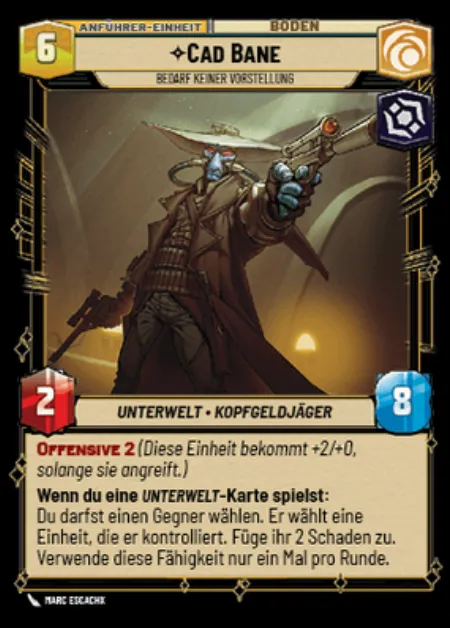 ANFÜHRER-EINHEIT
BODEN
6
CAD BANE
BEDARF KEINER VORSTELLUNG
2
UNTERWELT • KOPFGELDJÄGER
8
OFFENSIVE 2 (Diese Einheit bekommt +2/+0,
solange sie angreift.)
Wenn du eine UNTERWELT-Karte spielst:
Du darfst einen Gegner wählen. Er wählt eine
Einheit, die er kontrolliert. Füge ihr 2 Schaden zu.
Verwende diese Fähigkeit nur ein Mal pro Runde.
MARC ESCACHX